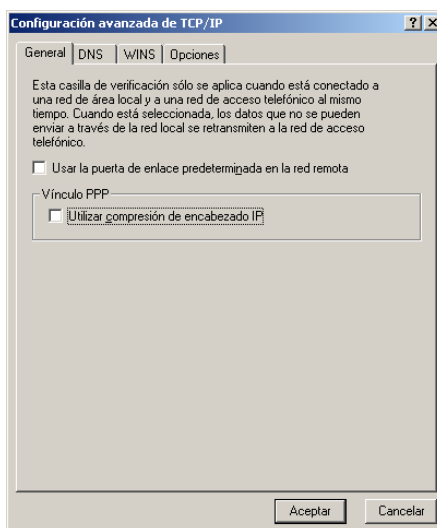 Configuración avanzada de TCP/IP
General DNS WINS Opciones
Esta casilla de verificación sólo se aplica cuando está conectado a
una red de área local y a una red de acceso telefónico al mismo
tiempo. Cuando está seleccionada, los datos que no se pueden
enviar a través de la red local se retransmiten a la red de acceso
telefónico.
Usar la puerta de enlace predeterminada en la red remota
Vínculo PPP
Utilizar compresión de encabezado IP
Aceptar Cancelar